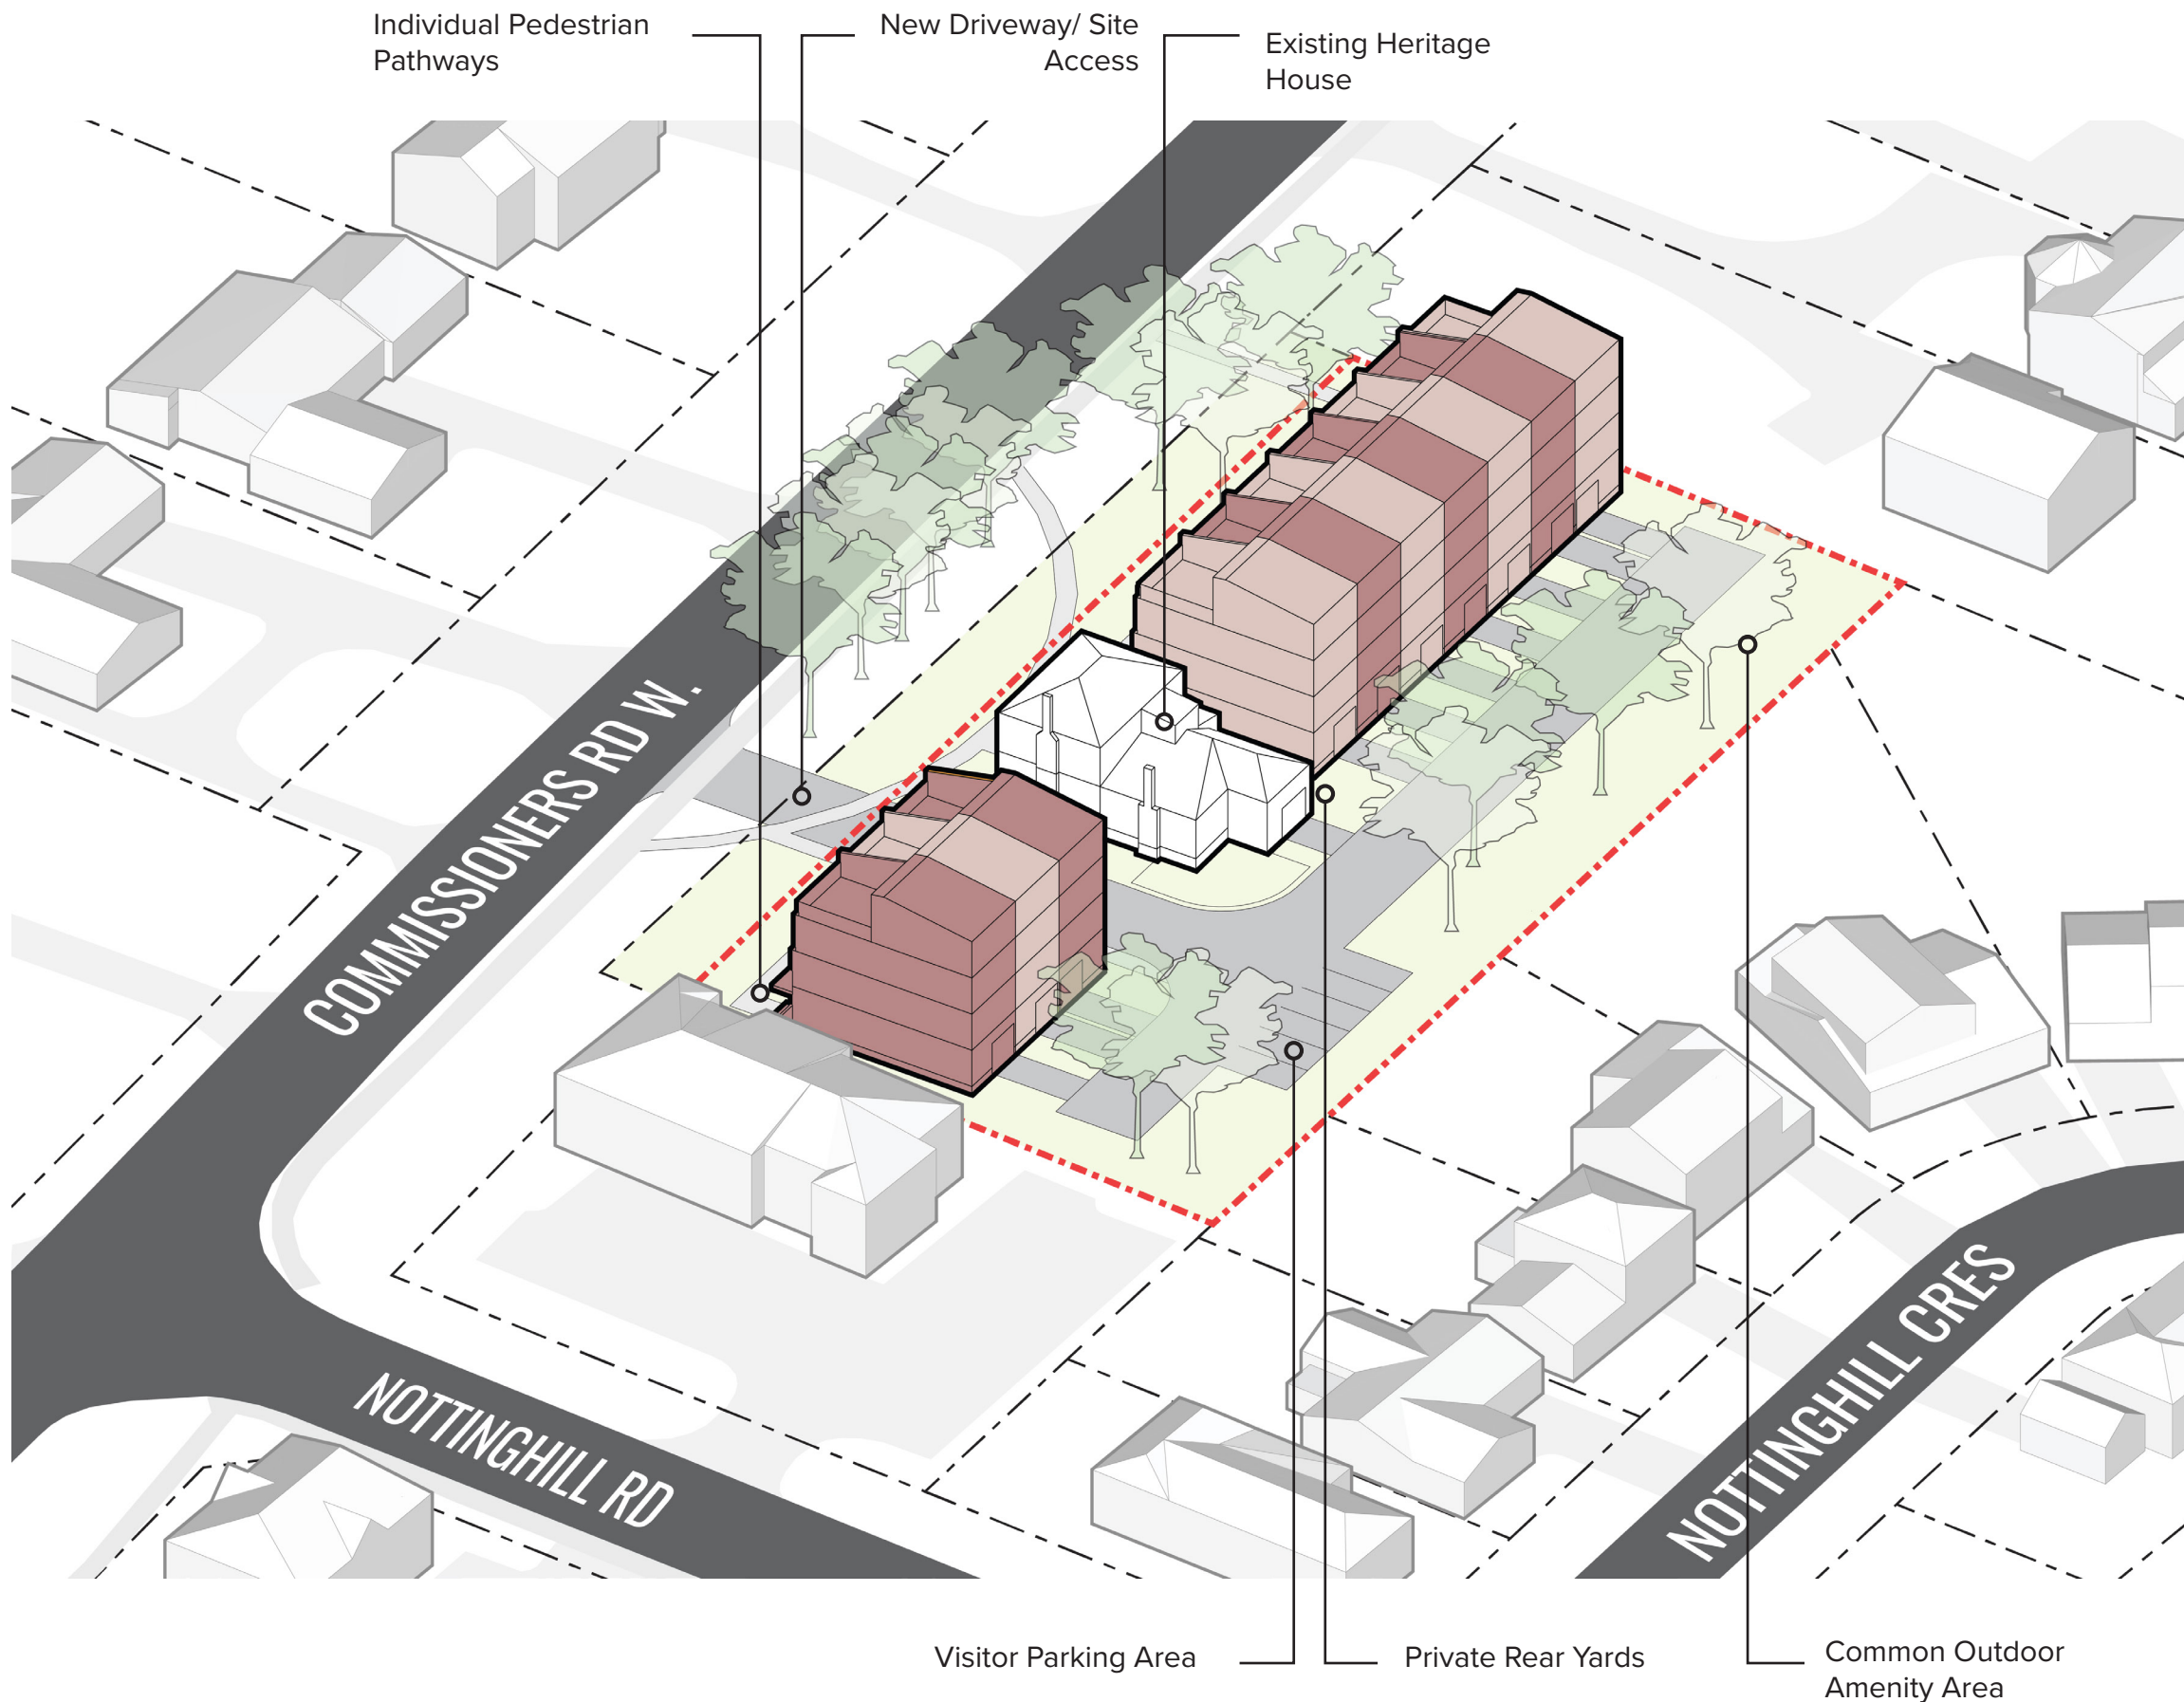 Individual Pedestrian
Pathways
New Driveway/ Site
Access
Existing Heritage
House
COMMISSIONERS RD W.
NOTTINGHILL RD
NOTTINGHILL CRES
Visitor Parking Area
Private Rear Yards
Common Outdoor
Amenity Area